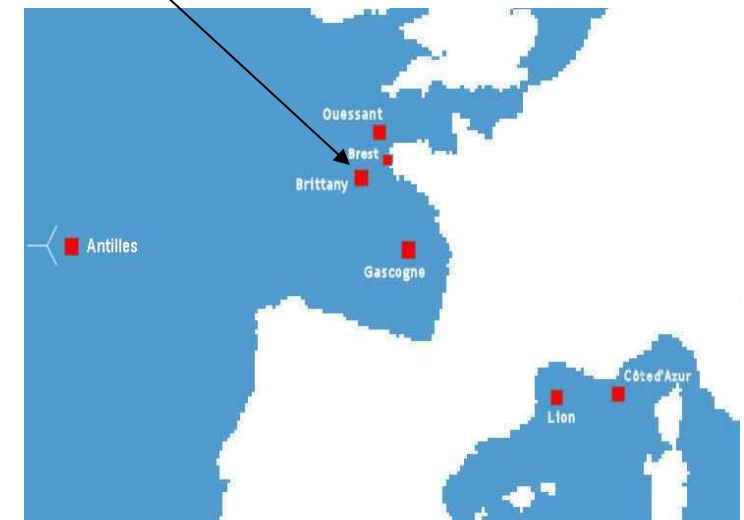 Ouessant
Brest
Brittany
Antilles
Gascogne
Côted'Azur
Lion